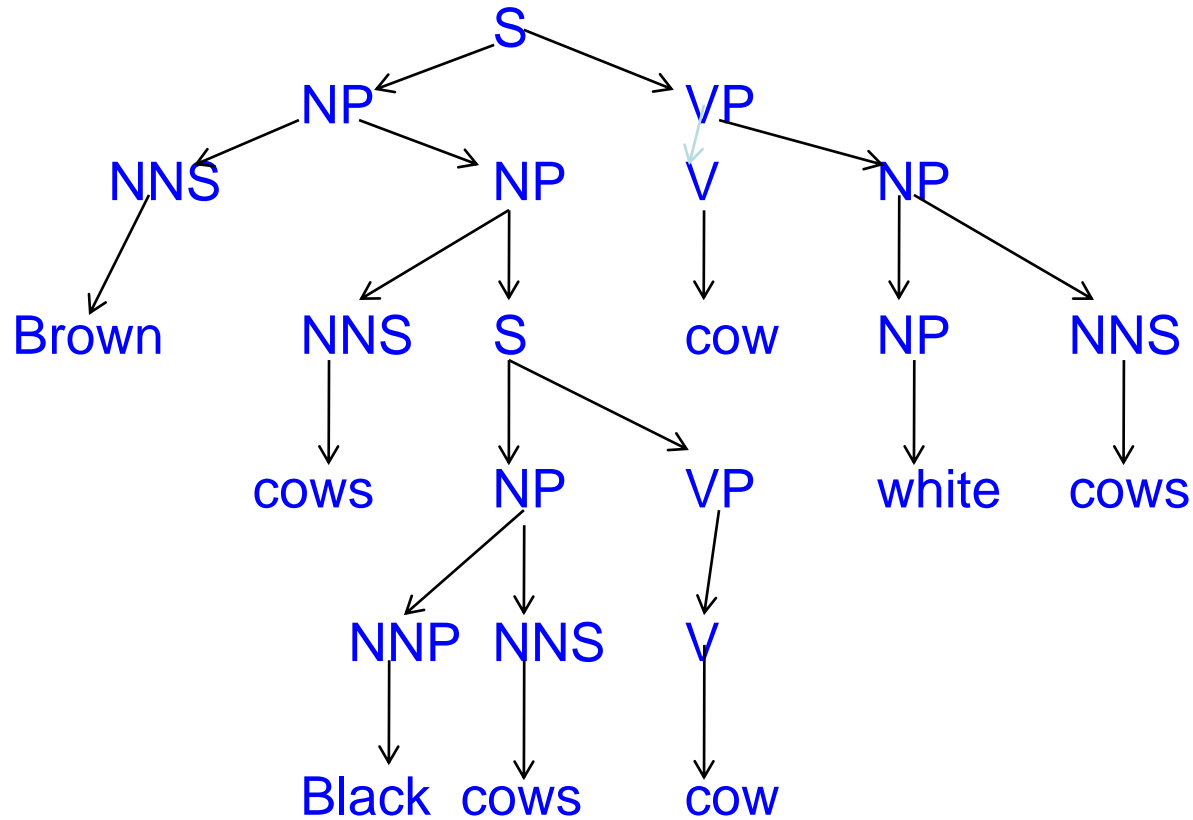 S
NP VP
NNS NP V NP
Brown NNS S cow NP NNS
cows NP VP white cows
NNP NNS V
Black cows cow